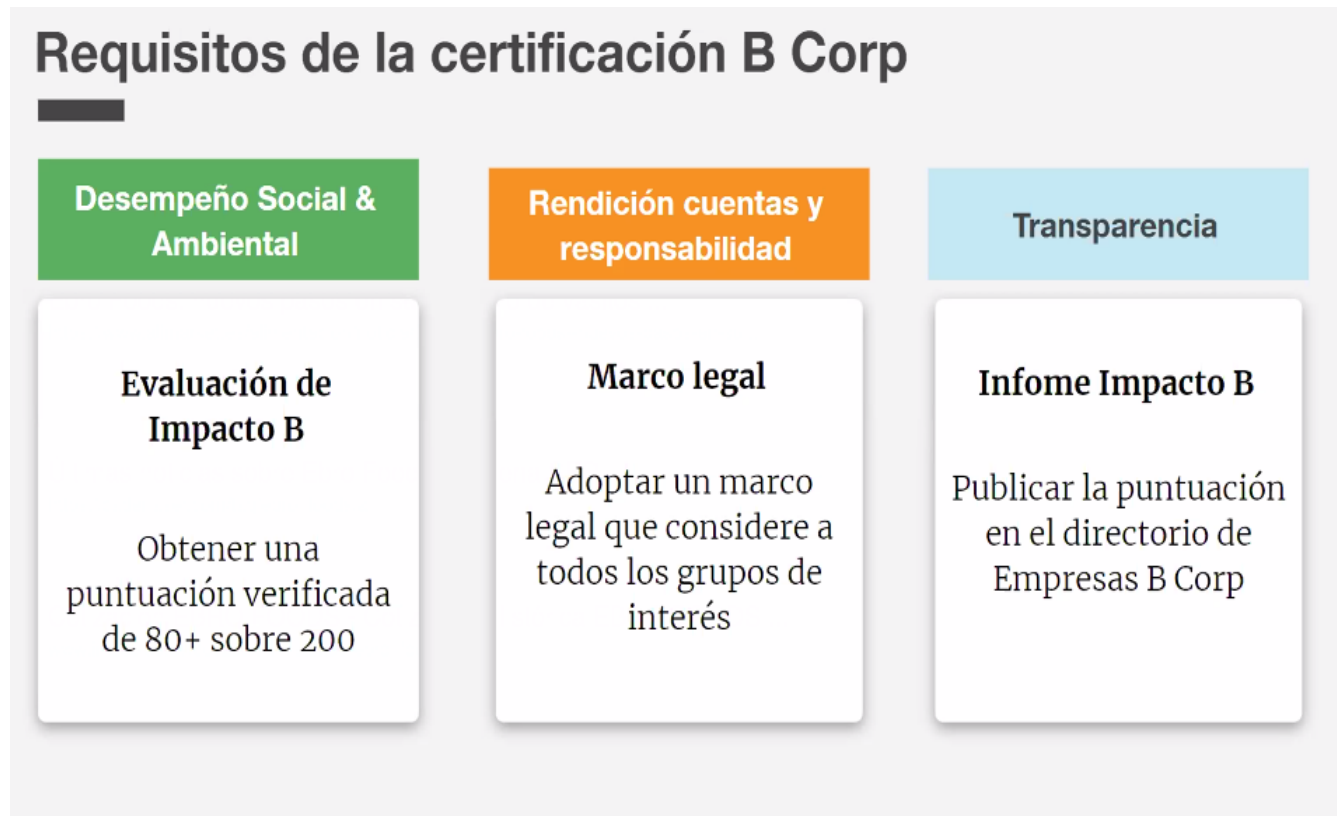 Requisitos de la certificación B Corp
Desempeño Social &
Ambiental
Evaluación de
Impacto B
Obtener una
puntuación verificada
de 80+ sobre 200
Rendición cuentas y
responsabilidad
Marco legal
Adoptar un marco
legal que considere a
todos los grupos de
interés
Transparencia
Infome Impacto B
Publicar la puntuación
en el directorio de
Empresas B Corp